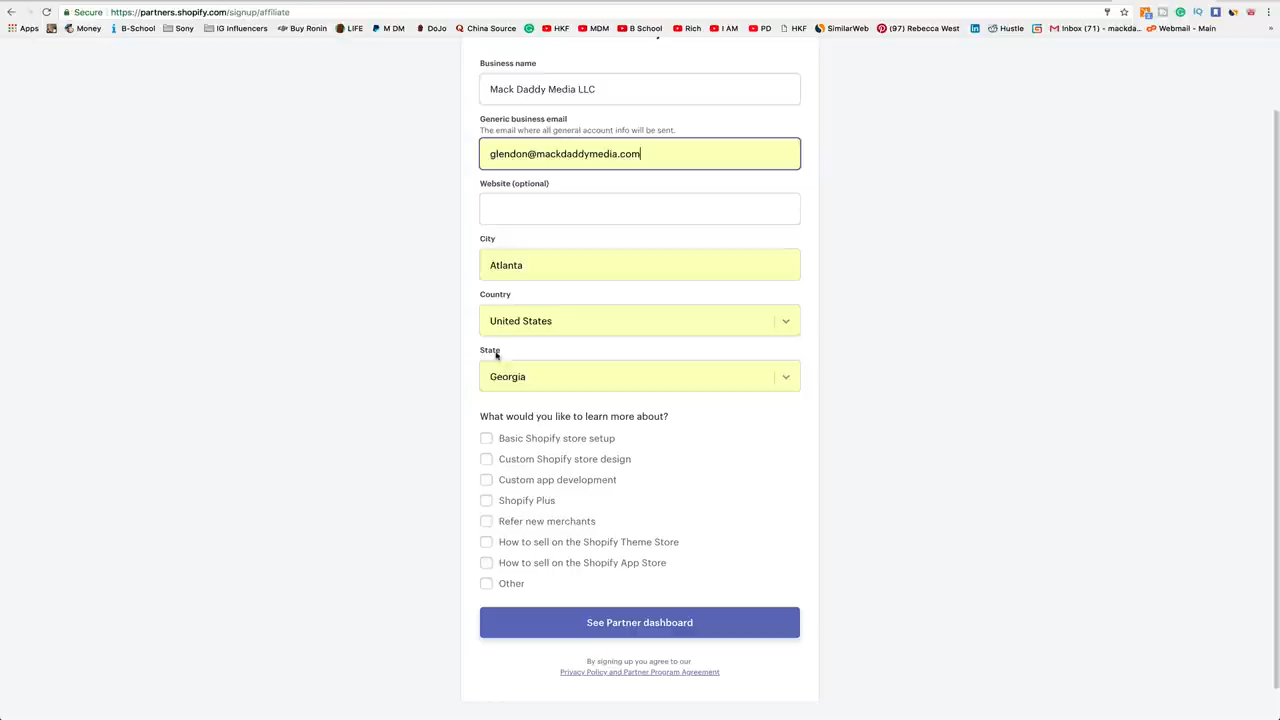 Secure https://partners.shopify.com/signup/affiliate
Apps Money B-School Sony IG Influencers Buy Ronin LIFE M DM DoJo China Source HKF MDM B School Rich I AM PD HKF SimilarWeb (97) Rebecca West Hustle Inbox (71) - mackda... Webmail - Main »
Business name
Mack Daddy Media LLC
Generic business email
The email where all general account info will be sent.
glendon@mackdaddymedia.com
Website (optional)
City
Atlanta
Country
United States
State
Georgia
What would you like to learn more about?
Basic Shopify store setup
Custom Shopify store design
Custom app development
Shopify Plus
Refer new merchants
How to sell on the Shopify Theme Store
How to sell on the Shopify App Store
Other
See Partner dashboard
By signing up you agree to our
Privacy Policy and Partner Program Agreement